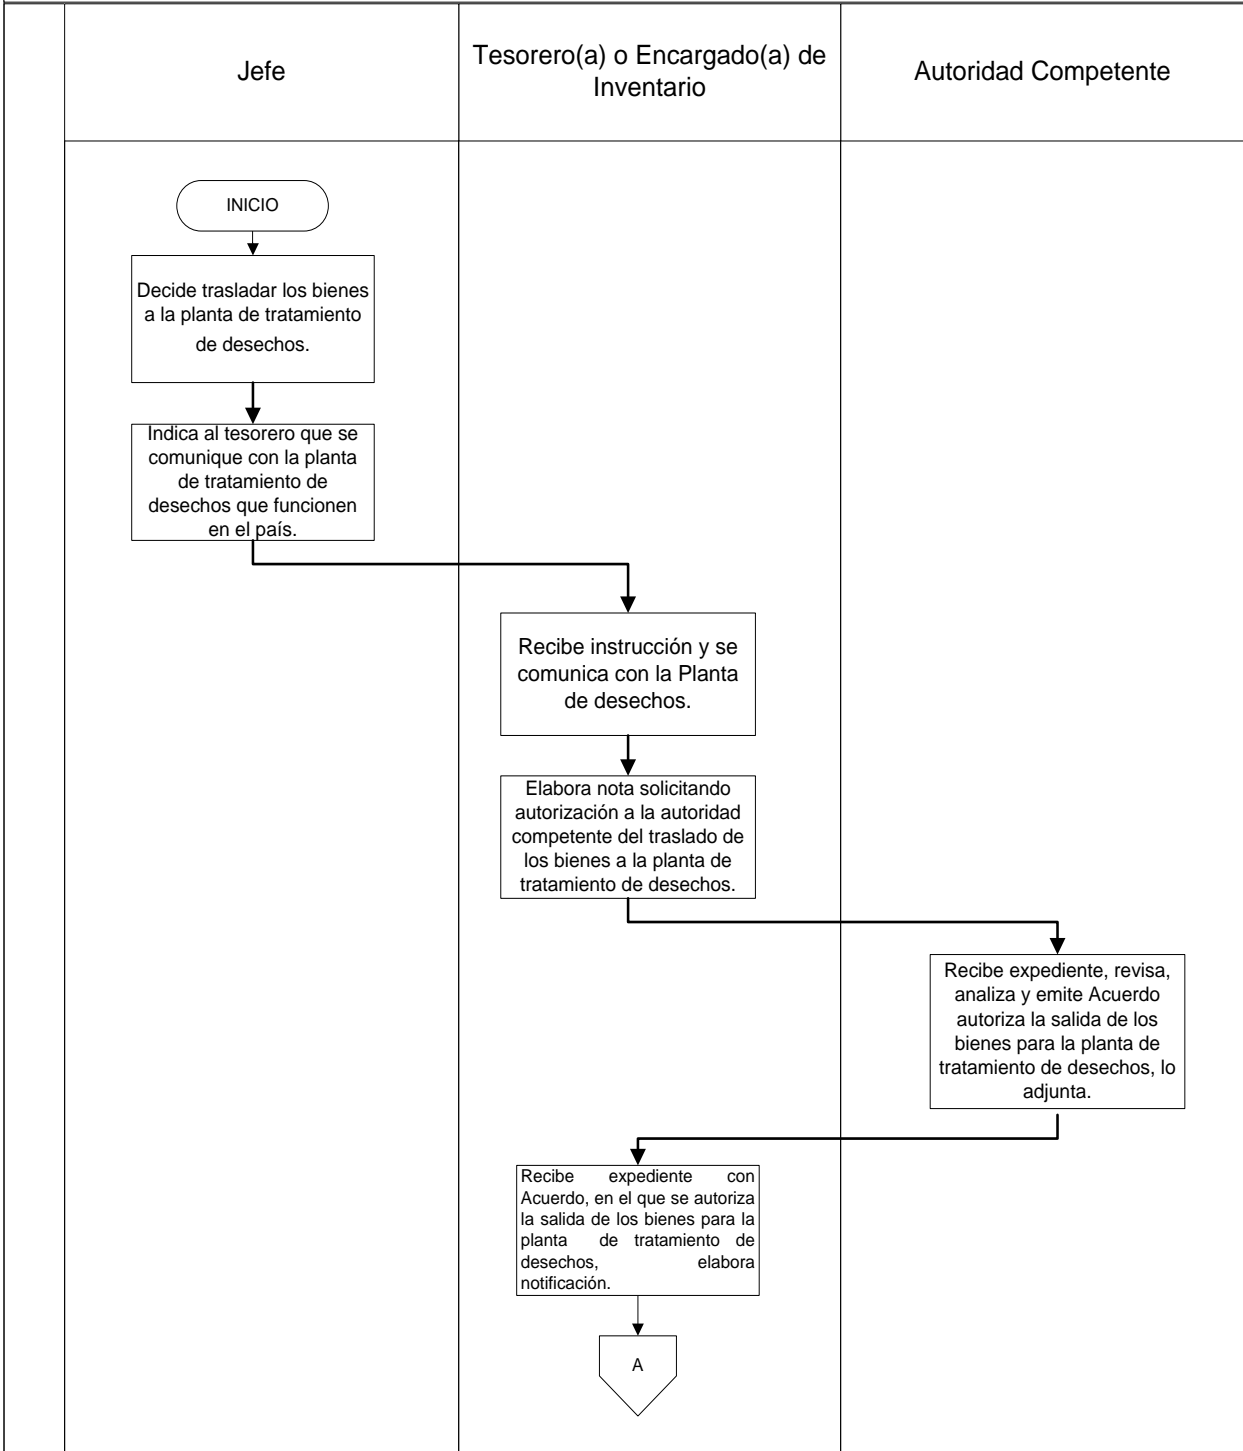 Jefe
Tesorero(a) o Encargado(a) de
Inventario
Autoridad Competente
INICIO
Decide trasladar los bienes
a la planta de tratamiento
de desechos.
Indica al tesorero que se
comunique con la planta
de tratamiento de
desechos que funcionen
en el país.
Recibe instrucción y se
comunica con la Planta
de desechos.
Elabora nota solicitando
autorización a la autoridad
competente del traslado de
los bienes a la planta de
tratamiento de desechos.
Recibe expediente, revisa,
analiza y emite Acuerdo
autoriza la salida de los
bienes para la planta de
tratamiento de desechos, lo
adjunta.
Recibe expediente con
Acuerdo, en el que se autoriza
la salida de los bienes para la
planta de tratamiento de
desechos, elabora
notificación.
A